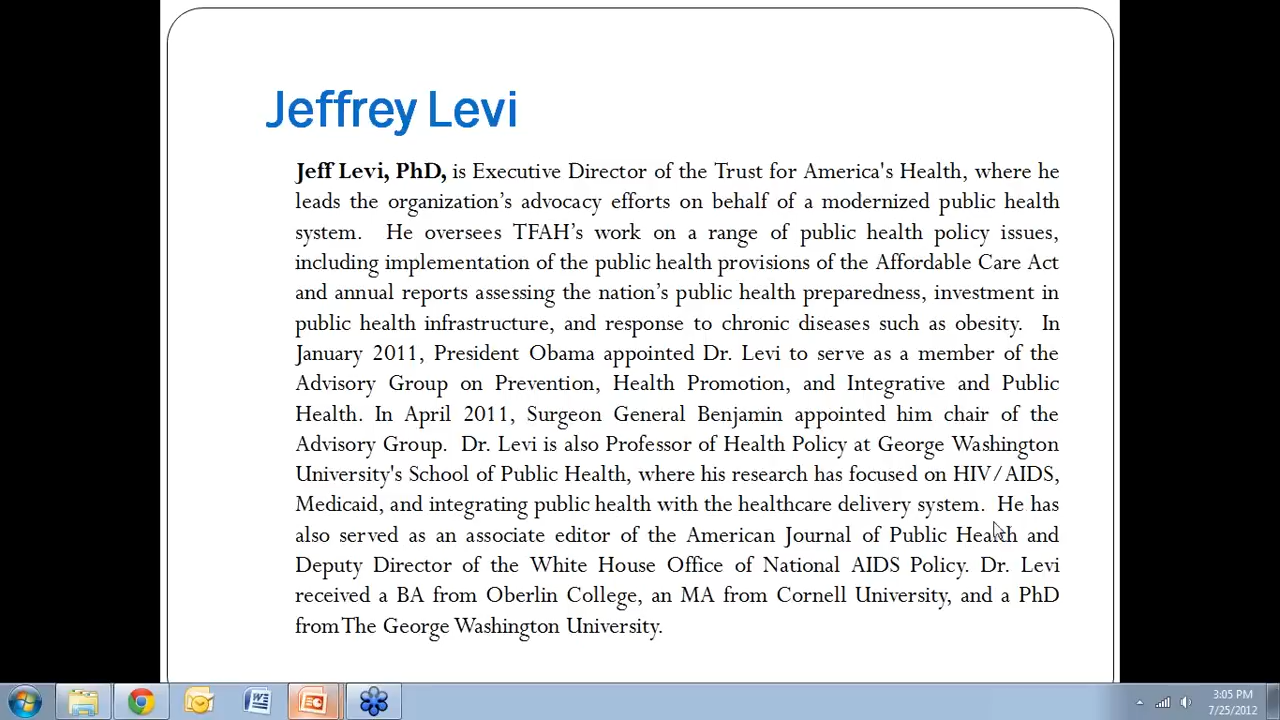 Jeffrey Levi
Jeff Levi, PhD, is Executive Director of the Trust for America's Health, where he
leads the organization’s advocacy efforts on behalf of a modernized public health
system.  He oversees TFAH’s work on a range of public health policy issues,
including implementation of the public health provisions of the Affordable Care Act
and annual reports assessing the nation’s public health preparedness, investment in
public health infrastructure, and response to chronic diseases such as obesity.  In
January 2011, President Obama appointed Dr. Levi to serve as a member of the
Advisory Group on Prevention, Health Promotion, and Integrative and Public
Health. In April 2011, Surgeon General Benjamin appointed him chair of the
Advisory Group.  Dr. Levi is also Professor of Health Policy at George Washington
University's School of Public Health, where his research has focused on HIV/AIDS,
Medicaid, and integrating public health with the healthcare delivery system.  He has
also served as an associate editor of the American Journal of Public Health and
Deputy Director of the White House Office of National AIDS Policy. Dr. Levi
received a BA from Oberlin College, an MA from Cornell University, and a PhD
from The George Washington University.
3:05 PM
7/25/2012